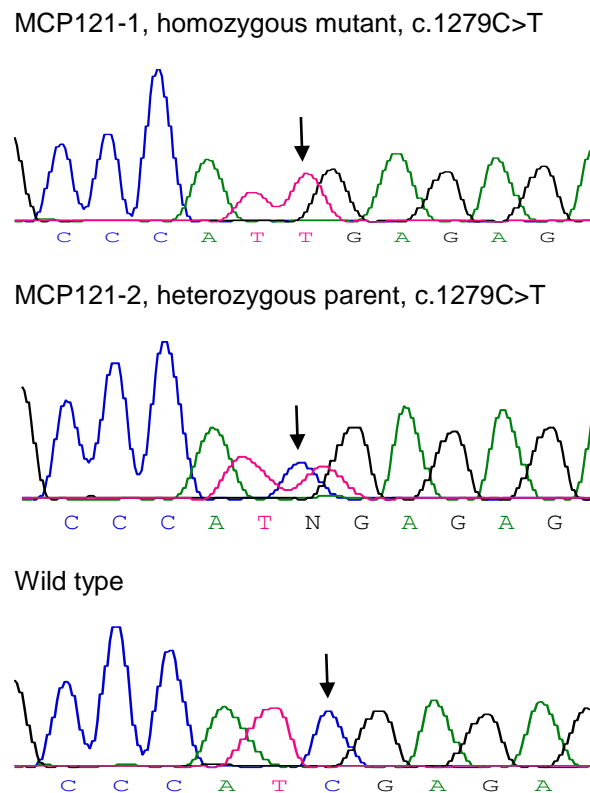 MCP121-1, homozygous mutant, c.1279C>T
C C C A T T G A G A G
MCP121-2, heterozygous parent, c.1279C>T
C C C A T N G A G A G
Wild type
C C C A T C G A G A